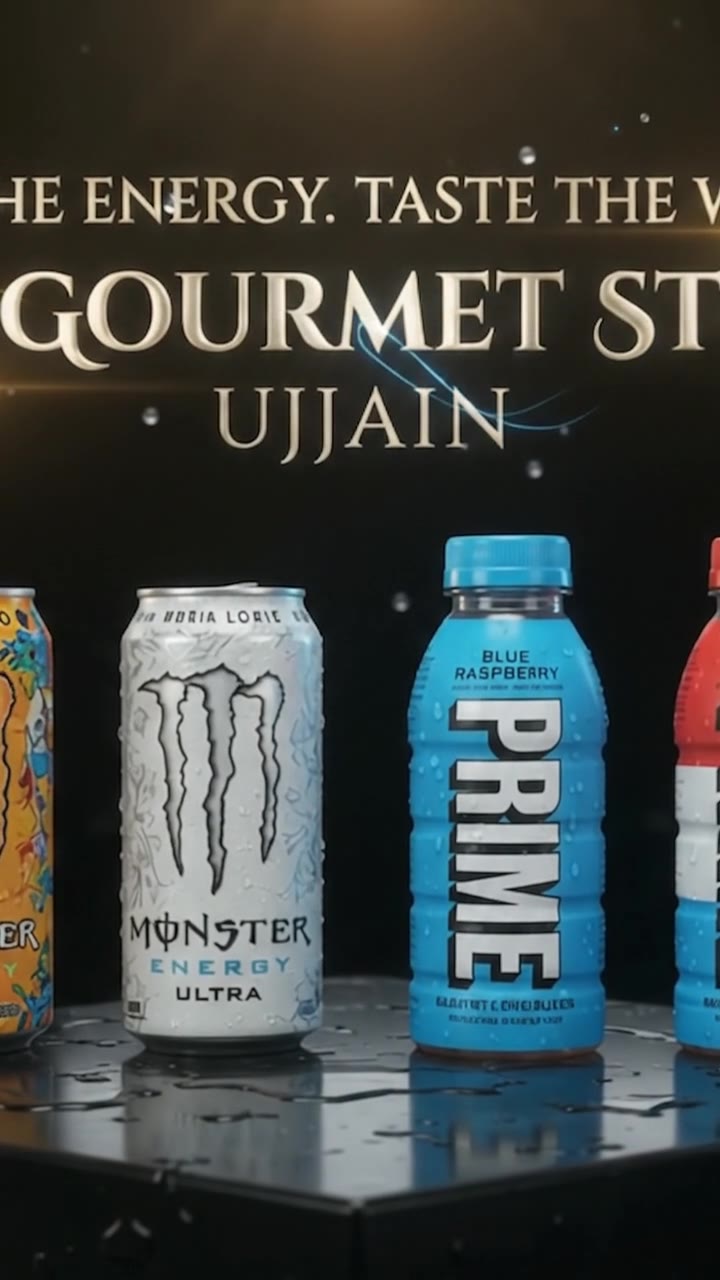 HE ENERGY. TASTE THE W
GOURMET ST
UJJAIN
MONSTER
ENERGY
ULTRA
BLUE
RASPBERRY
PRIME
ER
Y